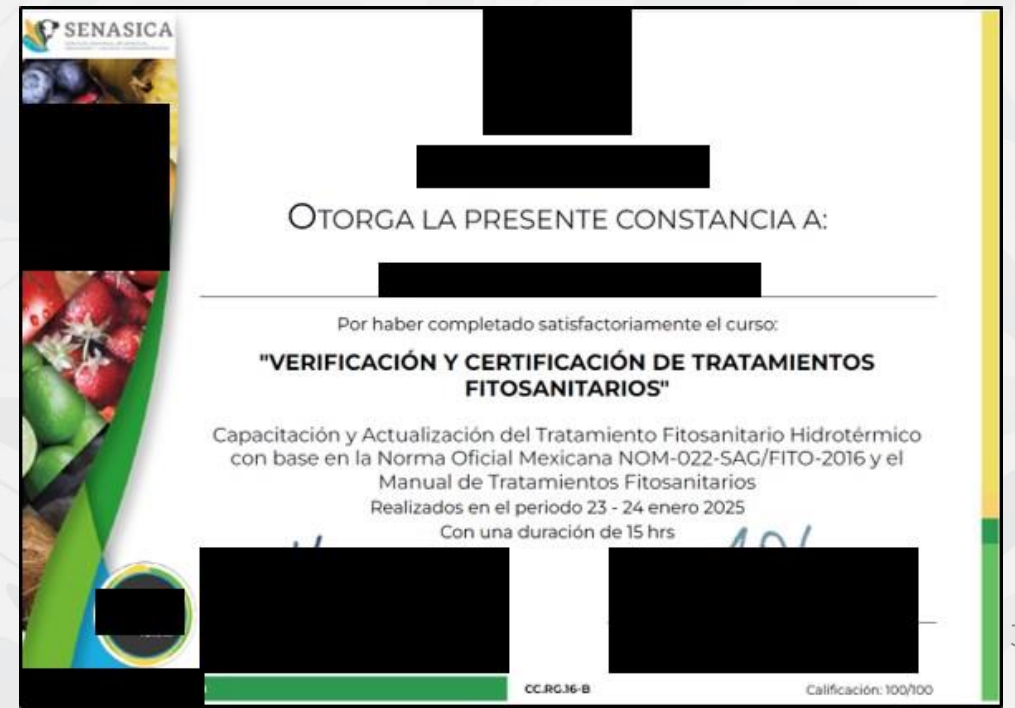 SENASICA
OTORGA LA PRESENTE CONSTANCIA A:
Por haber completado satisfactoriamente el curso:
"VERIFICACIÓN Y CERTIFICACIÓN DE TRATAMIENTOS
FITOSANITARIOS"
Capacitación y Actualización del Tratamiento Fitosanitario Hidrotérmico
con base en la Norma Oficial Mexicana NOM-022-SAG/FITO-2016 y el
Manual de Tratamientos Fitosanitarios
Realizados en el periodo 23 - 24 enero 2025
Con una duración de 15 hrs
CC.RG.16-B
Calificación: 100/100